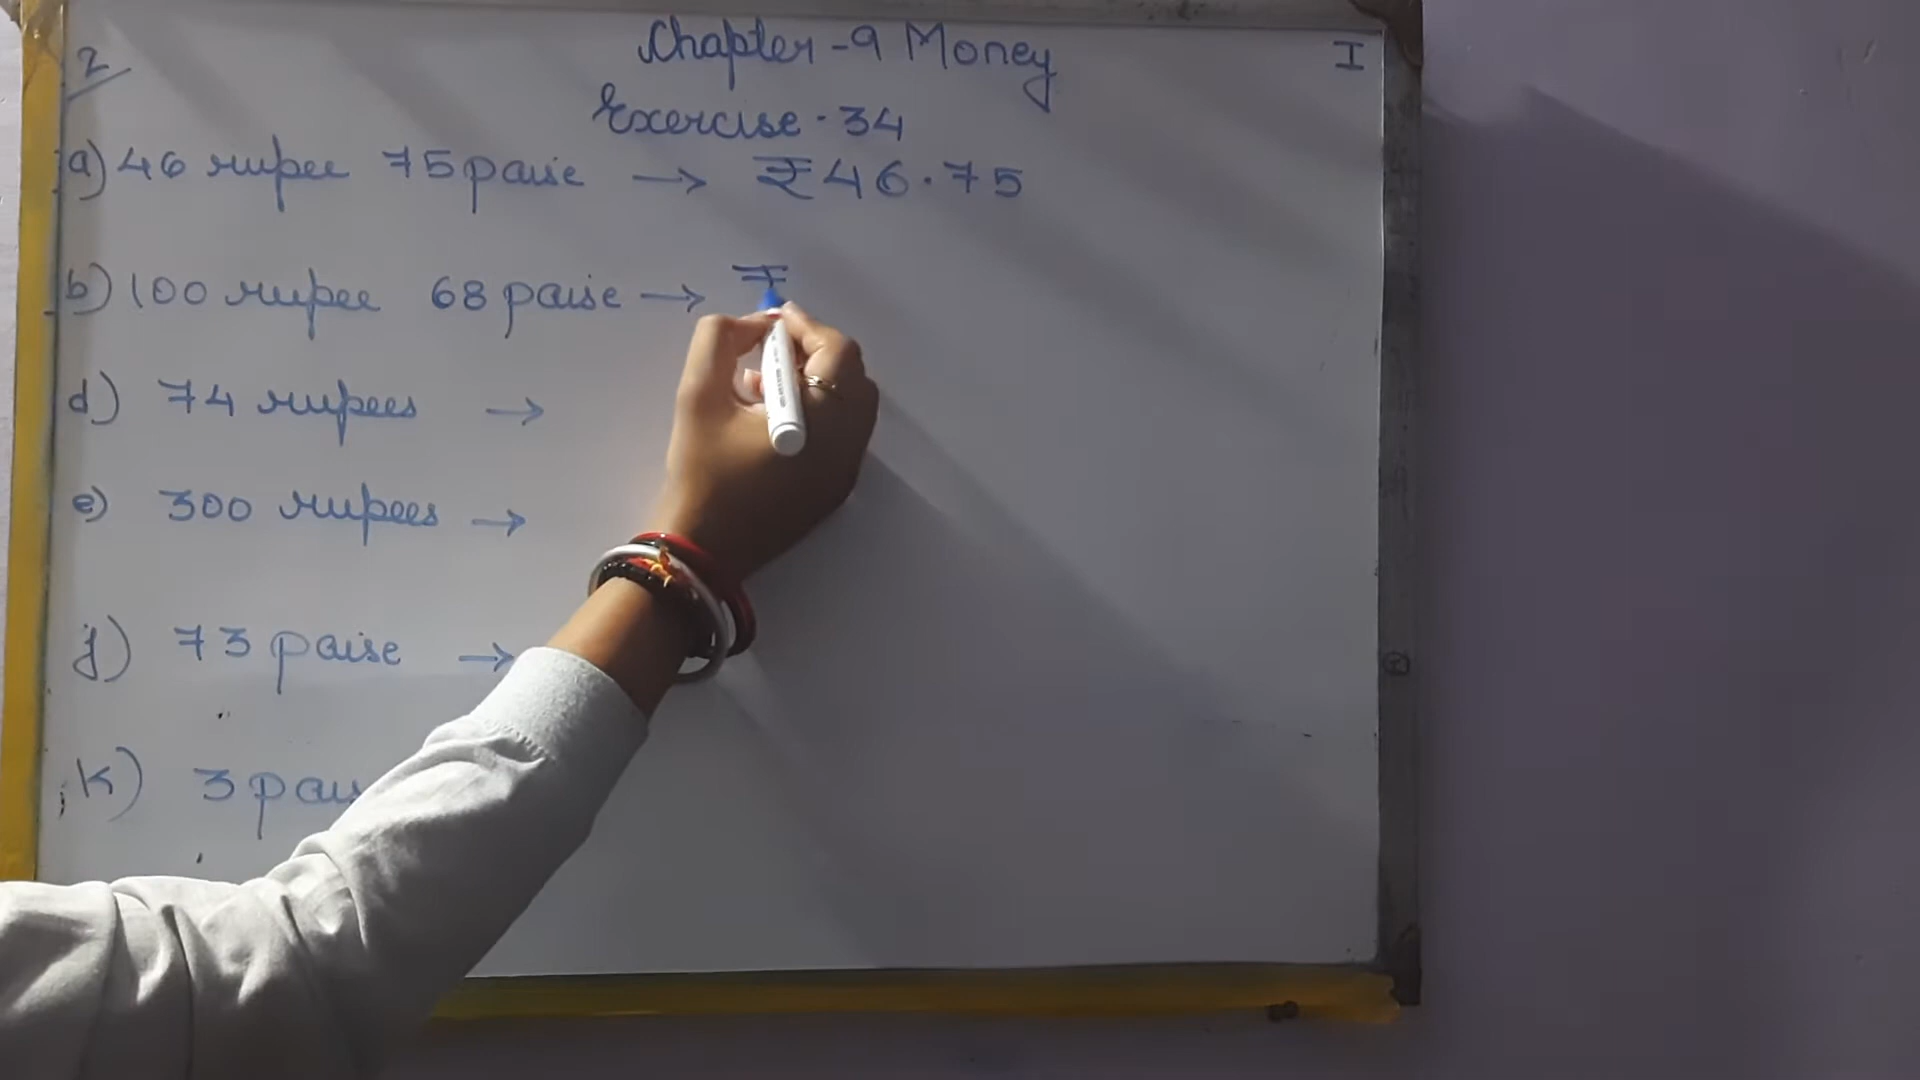 2
Chapter-9 Money
I
Exercise·34
a) 46 rupee 75 paise → ₹46.75
b) 100 rupee 68 paise → ₹
d) 74 rupees →
e) 300 rupees →
j) 73 paise →
K) 3 pais